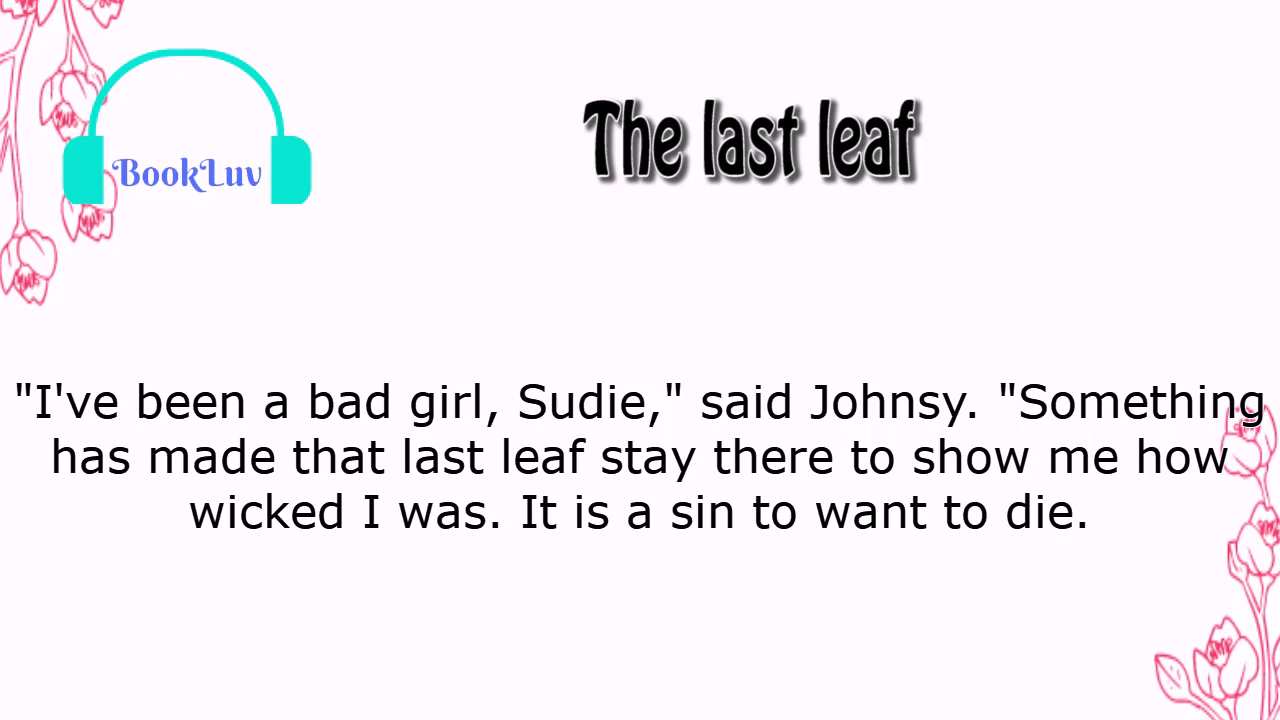 BookLuv
The last leaf
"I've been a bad girl, Sudie," said Johnsy. "Something
has made that last leaf stay there to show me how
wicked I was. It is a sin to want to die.